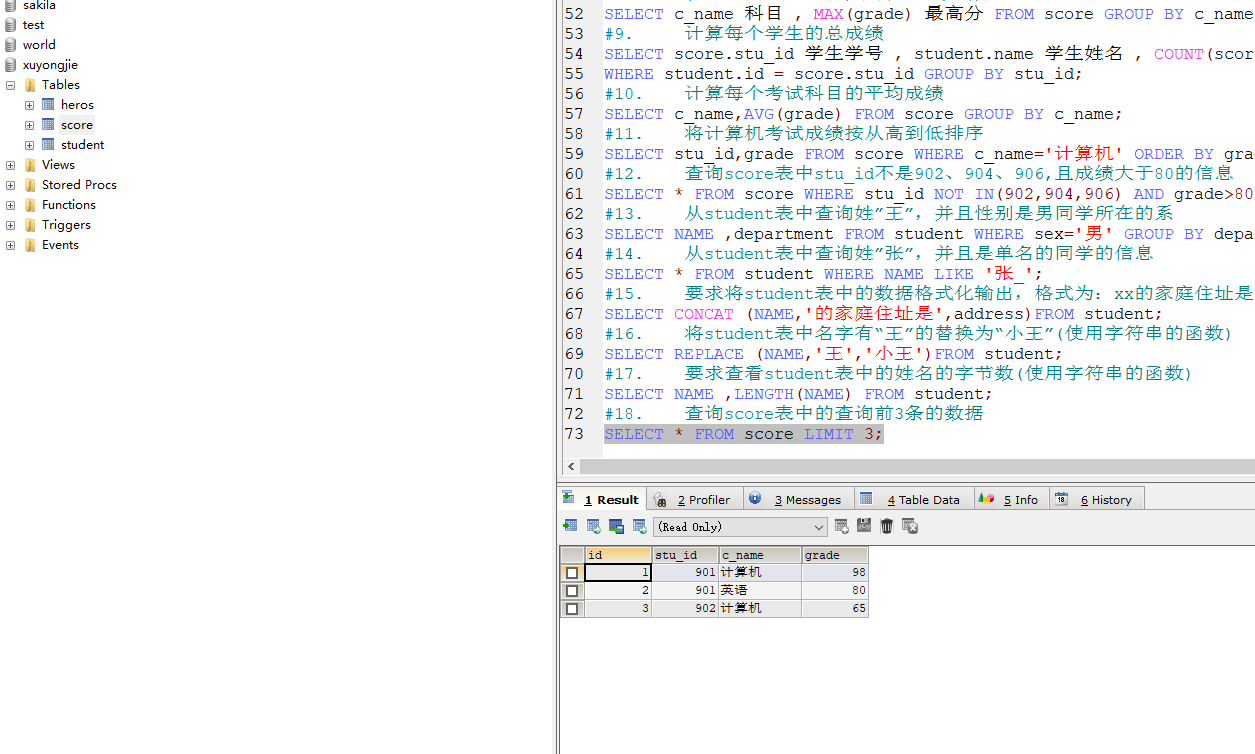 sakila
test
world
xuyongjie
Tables
heros
score
student
Views
Stored Procs
Functions
Triggers
Events
52 SELECT c_name 科目 , MAX(grade) 最高分 FROM score GROUP BY c_name
53 #9. 计算每个学生的总成绩
54 SELECT score.stu_id 学生学号 , student.name 学生姓名 , COUNT(scor
55 WHERE student.id = score.stu_id GROUP BY stu_id;
56 #10. 计算每个考试科目的平均成绩
57 SELECT c_name,AVG(grade) FROM score GROUP BY c_name;
58 #11. 将计算机考试成绩按从高到低排序
59 SELECT stu_id,grade FROM score WHERE c_name='计算机' ORDER BY gra
60 #12. 查询score表中stu_id不是902、904、906,且成绩大于80的信息
61 SELECT * FROM score WHERE stu_id NOT IN(902,904,906) AND grade>80
62 #13. 从student表中查询姓”王”，并且性别是男同学所在的系
63 SELECT NAME ,department FROM student WHERE sex='男' GROUP BY depa
64 #14. 从student表中查询姓”张”，并且是单名的同学的信息
65 SELECT * FROM student WHERE NAME LIKE '张_';
66 #15. 要求将student表中的数据格式化输出，格式为：xx的家庭住址是
67 SELECT CONCAT (NAME,'的家庭住址是',address)FROM student;
68 #16. 将student表中名字有“王”的替换为“小王”(使用字符串的函数)
69 SELECT REPLACE (NAME,'王','小王')FROM student;
70 #17. 要求查看student表中的姓名的字节数(使用字符串的函数)
71 SELECT NAME ,LENGTH(NAME) FROM student;
72 #18. 查询score表中的查询前3条的数据
73 SELECT * FROM score LIMIT 3;
1 Result 2 Profiler 3 Messages 4 Table Data 5 Info 6 History
(Read Only)
id stu_id c_name grade
1 901 计算机 98
2 901 英语 80
3 902 计算机 65